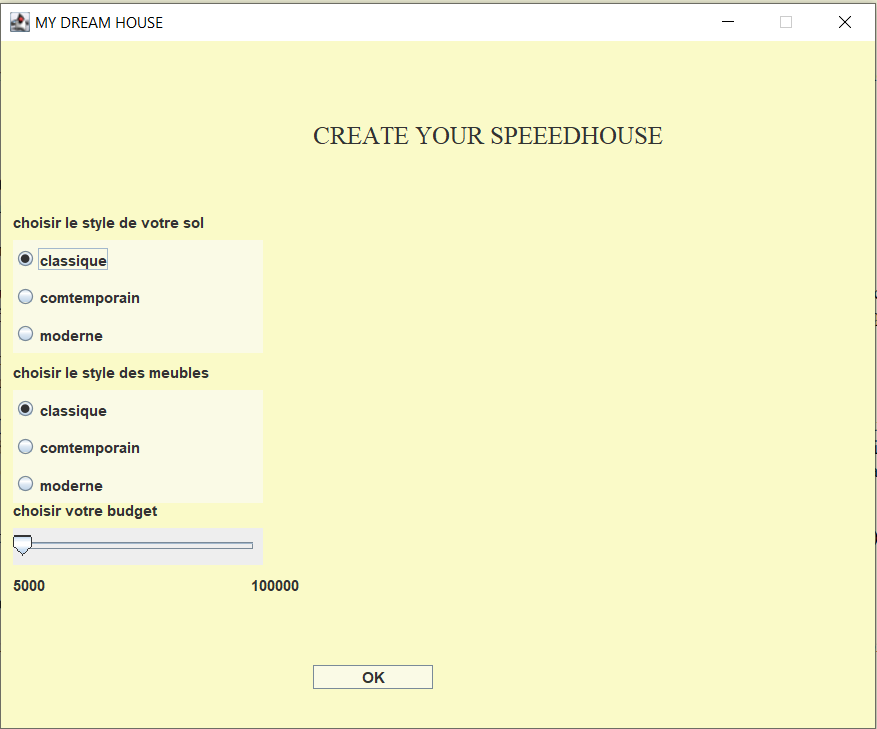 MY DREAM HOUSE
CREATE YOUR SPEEEDHOUSE
choisir le style de votre sol
classique
comtemporain
moderne
choisir le style des meubles
classique
comtemporain
moderne
choisir votre budget
5000 100000
OK